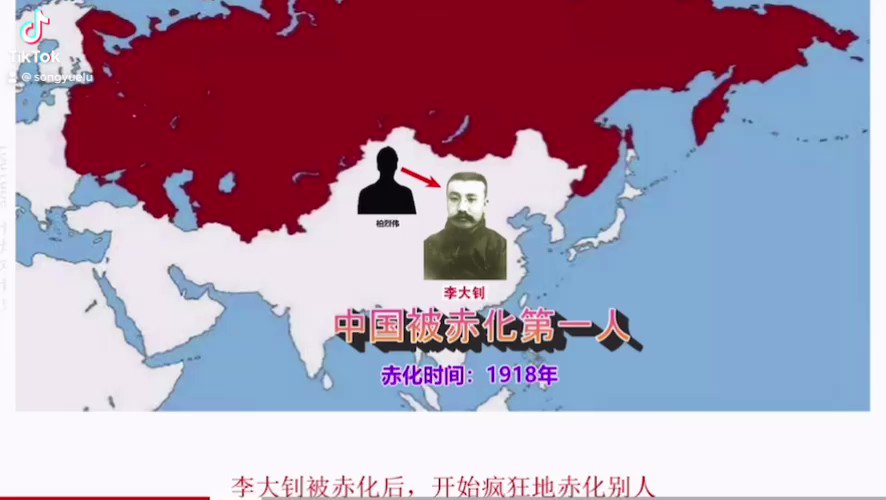 TikTok
@songyuelu
柏烈伟
李大钊
中国被赤化第一人
赤化时间：1918年
李大钊被赤化后，开始疯狂地赤化别人